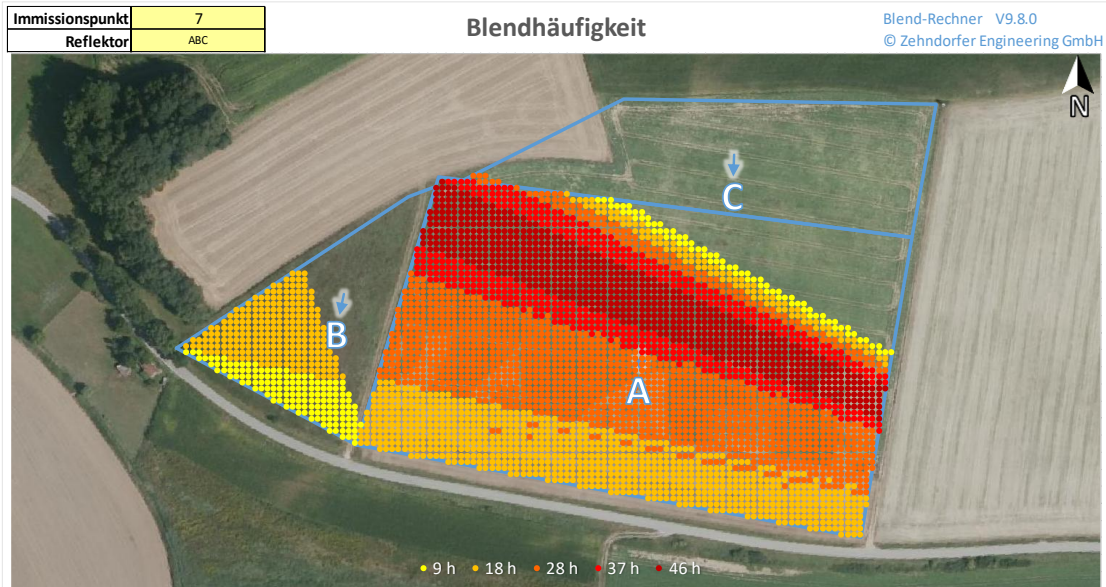 Immissionspunkt 7
Reflektor ABC
Blendhäufigkeit
Blend-Rechner V9.8.0
© Zehndorfer Engineering GmbH
N
C
B
A
9 h 18 h 28 h 37 h 46 h